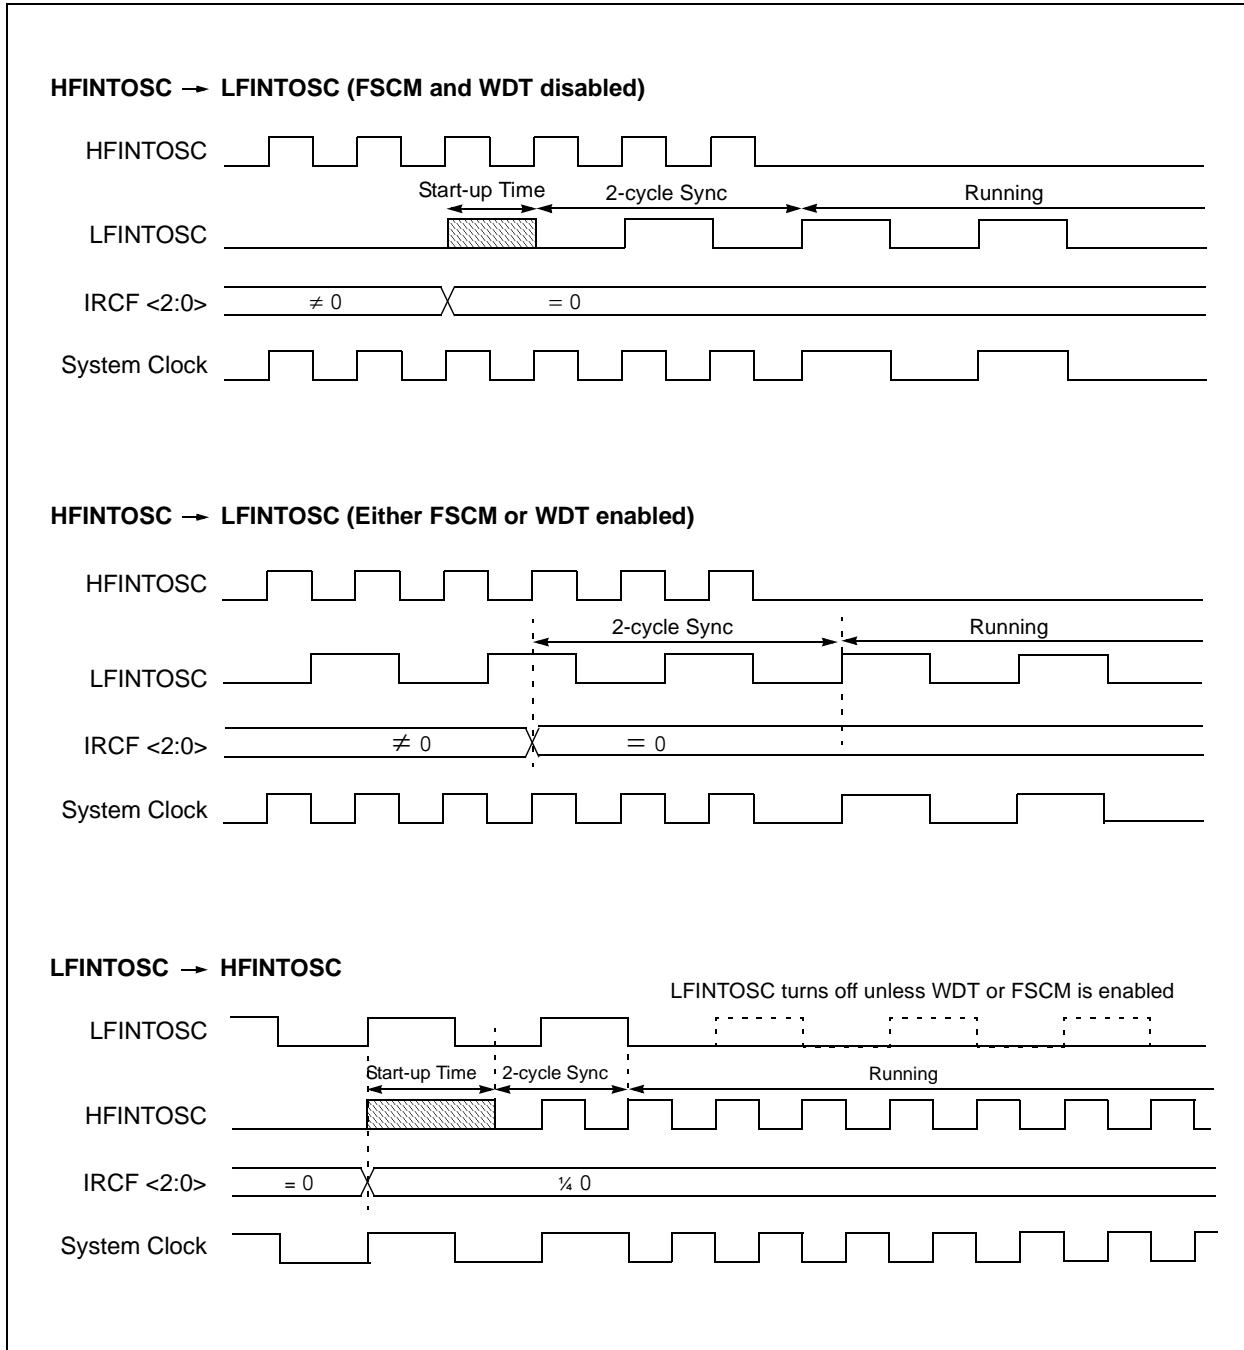 HFINTOSC → LFINTOSC (FSCM and WDT disabled)
HFINTOSC
Start-up Time 2-cycle Sync Running
LFINTOSC
IRCF <2:0> ≠ 0 = 0
System Clock
HFINTOSC → LFINTOSC (Either FSCM or WDT enabled)
HFINTOSC
2-cycle Sync Running
LFINTOSC
IRCF <2:0> ≠ 0 = 0
System Clock
LFINTOSC → HFINTOSC
LFINTOSC turns off unless WDT or FSCM is enabled
LFINTOSC
Start-up Time 2-cycle Sync Running
HFINTOSC
IRCF <2:0> = 0 ¼ 0
System Clock